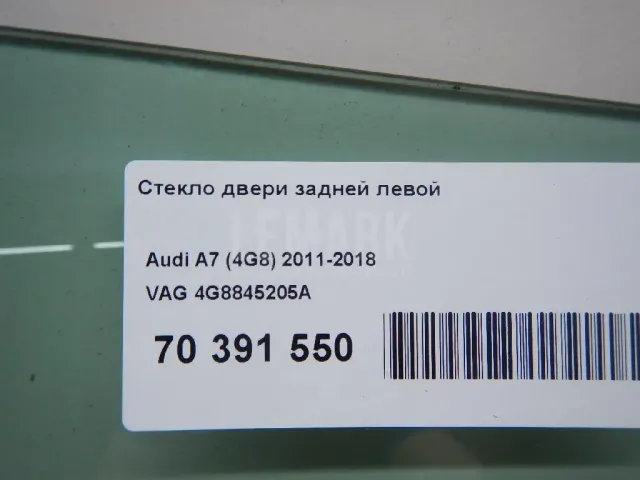 Стекло двери задней левой
LEMARK
Audi A7 (4G8) 2011-2018
VAG 4G8845205A
70 391 550